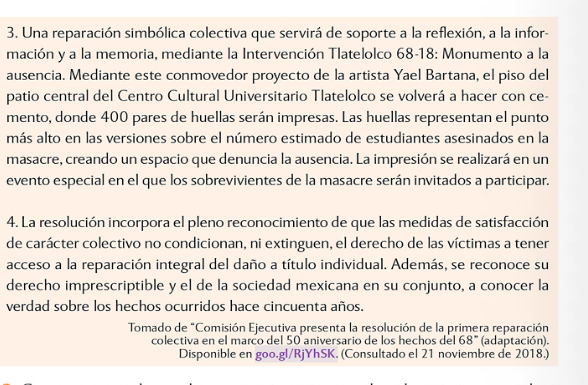 3. Una reparación simbólica colectiva que servirá de soporte a la reflexión, a la infor-
mación y a la memoria, mediante la Intervención Tlatelolco 68-18: Monumento a la
ausencia. Mediante este conmovedor proyecto de la artista Yael Bartana, el piso del
patio central del Centro Cultural Universitario Tlatelolco se volverá a hacer con ce-
mento, donde 400 pares de huellas serán impresas. Las huellas representan el punto
más alto en las versiones sobre el número estimado de estudiantes asesinados en la
masacre, creando un espacio que denuncia la ausencia. La impresión se realizará en un
evento especial en el que los sobrevivientes de la masacre serán invitados a participar.
4. La resolución incorpora el pleno reconocimiento de que las medidas de satisfacción
de carácter colectivo no condicionan, ni extinguen, el derecho de las víctimas a tener
acceso a la reparación integral del daño a título individual. Además, se reconoce su
derecho imprescriptible y el de la sociedad mexicana en su conjunto, a conocer la
verdad sobre los hechos ocurridos hace cincuenta años.
Tomado de “Comisión Ejecutiva presenta la resolución de la primera reparación
colectiva en el marco del 50 aniversario de los hechos del 68” (adaptación).
Disponible en goo.gl/RjYhSK. (Consultado el 21 noviembre de 2018.)